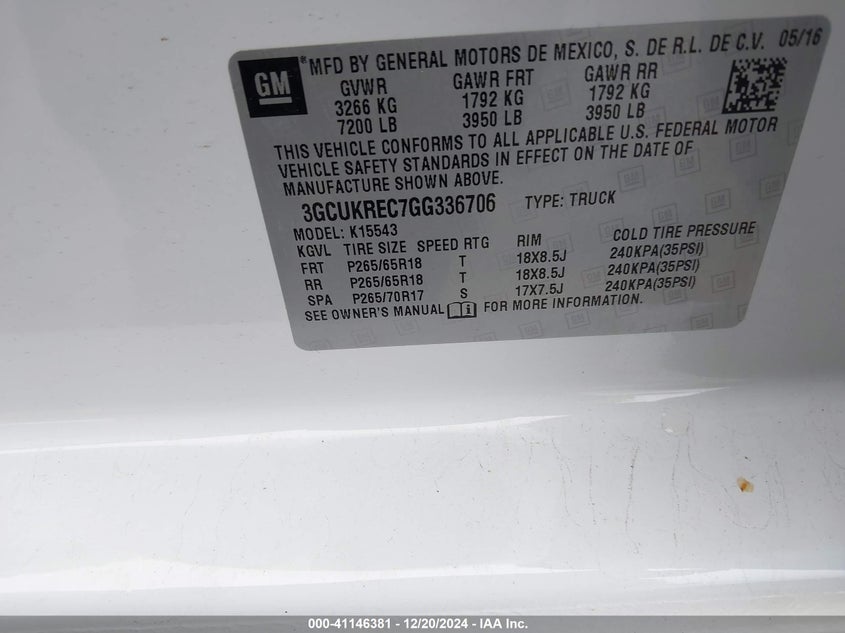 GM ® MFD BY GENERAL MOTORS DE MEXICO, S. DE R.L. DE C.V. 05/16
GVWR GAWR FRT GAWR RR
3266 KG 1792 KG 1792 KG
7200 LB 3950 LB 3950 LB
THIS VEHICLE CONFORMS TO ALL APPLICABLE U.S. FEDERAL MOTOR
VEHICLE SAFETY STANDARDS IN EFFECT ON THE DATE OF
MANUFACTURE SHOWN ABOVE.
3GCUKREC7GG336706 TYPE: TRUCK
MODEL: K15543
KGVL TIRE SIZE SPEED RTG RIM COLD TIRE PRESSURE
FRT P265/65R18 T 18X8.5J 240KPA(35PSI)
RR P265/65R18 T 18X8.5J 240KPA(35PSI)
SPA P265/70R17 S 17X7.5J 240KPA(35PSI)
SEE OWNER'S MANUAL FOR MORE INFORMATION.
000-41146381 - 12/20/2024 - IAA Inc.